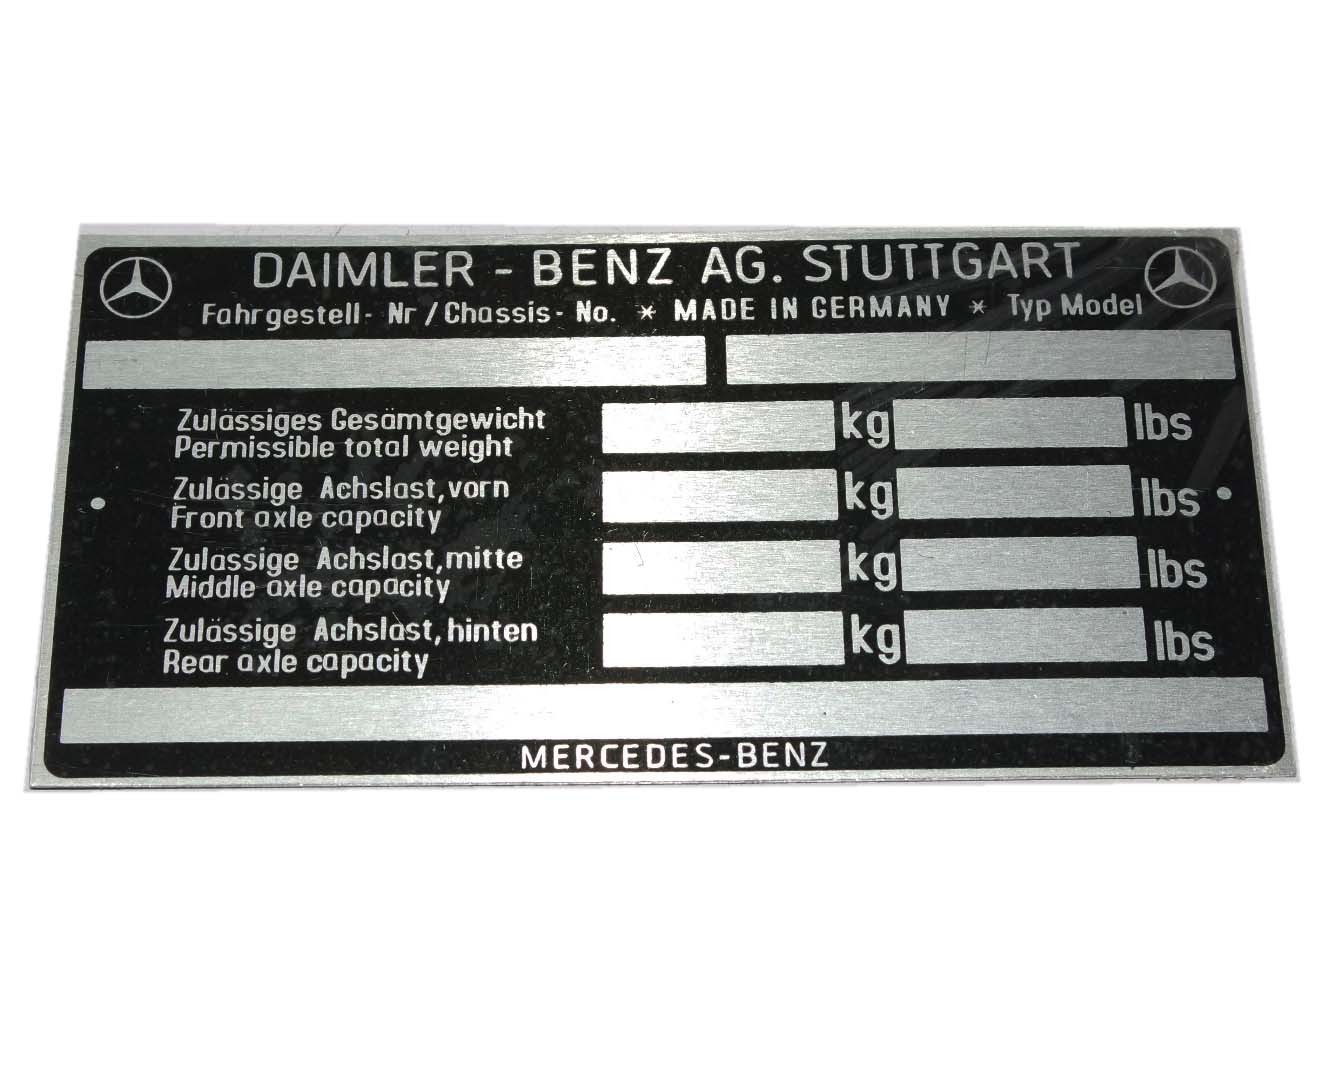 DAIMLER - BENZ AG. STUTTGART
Fahrgestell- Nr / Chassis- No. * MADE IN GERMANY * Typ Model
Zulässiges Gesamtgewicht kg lbs
Permissible total weight
Zulässige Achslast, vorn kg lbs
Front axle capacity
Zulässige Achslast, mitte kg lbs
Middle axle capacity
Zulässige Achslast, hinten kg lbs
Rear axle capacity
MERCEDES-BENZ